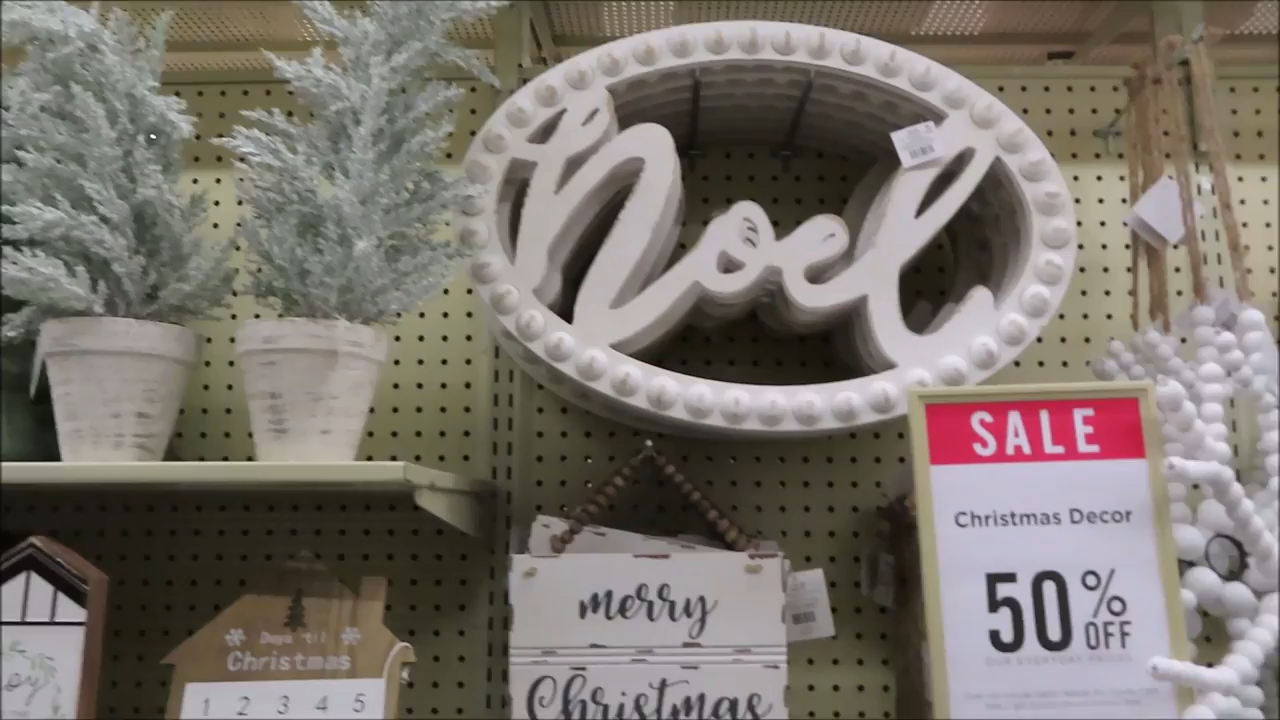 Noel
SALE
Christmas Decor
50% OFF
OUR EVERYDAY PRICES
merry
Christmas
Days 'til
Christmas
1 2 3 4 5